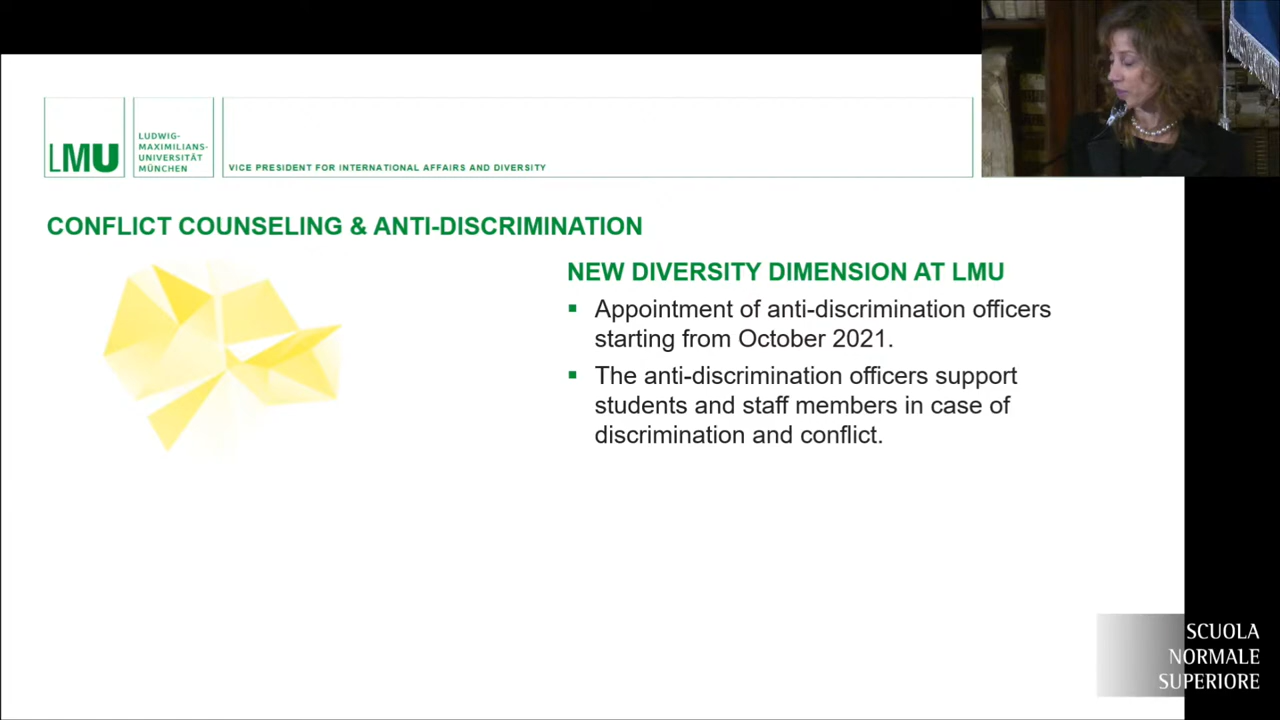 LMU
LUDWIG-
MAXIMILIANS-
UNIVERSITÄT
MÜNCHEN
VICE PRESIDENT FOR INTERNATIONAL AFFAIRS AND DIVERSITY
CONFLICT COUNSELING & ANTI-DISCRIMINATION
NEW DIVERSITY DIMENSION AT LMU
▪ Appointment of anti-discrimination officers
starting from October 2021.
▪ The anti-discrimination officers support
students and staff members in case of
discrimination and conflict.
SCUOLA
NORMALE
SUPERIORE